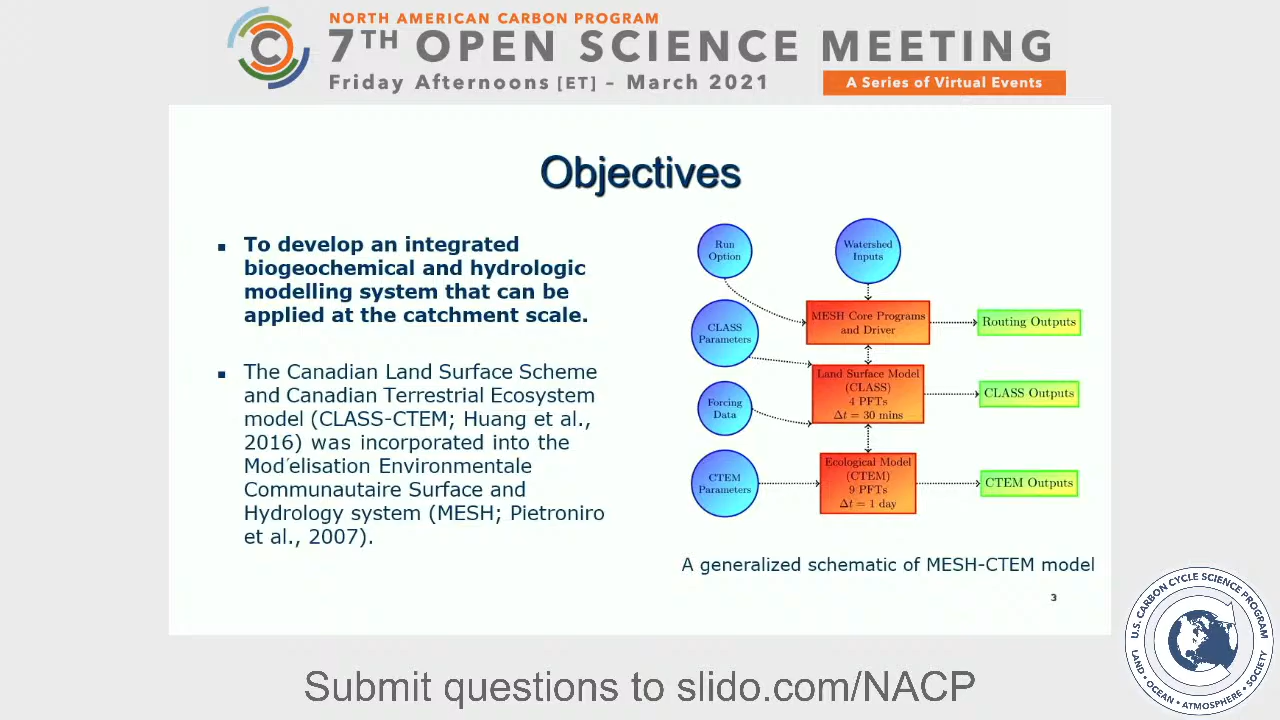 NORTH AMERICAN CARBON PROGRAM
7TH OPEN SCIENCE MEETING
Friday Afternoons [ET] – March 2021
A Series of Virtual Events
Objectives
▪ To develop an integrated
biogeochemical and hydrologic
modelling system that can be
applied at the catchment scale.
▪ The Canadian Land Surface Scheme
and Canadian Terrestrial Ecosystem
model (CLASS-CTEM; Huang et al.,
2016) was incorporated into the
Mod´elisation Environmentale
Communautaire Surface and
Hydrology system (MESH; Pietroniro
et al., 2007).
Run
Option
Watershed
Inputs
CLASS
Parameters
MESH Core Programs
and Driver
Routing Outputs
Land Surface Model
(CLASS)
4 PFTs
Δt = 30 mins
CLASS Outputs
Forcing
Data
CTEM
Parameters
Ecological Model
(CTEM)
9 PFTs
Δt = 1 day
CTEM Outputs
A generalized schematic of MESH-CTEM model
3
U.S. CARBON CYCLE SCIENCE PROGRAM
LAND • OCEAN • ATMOSPHERE • SOCIETY
Submit questions to slido.com/NACP